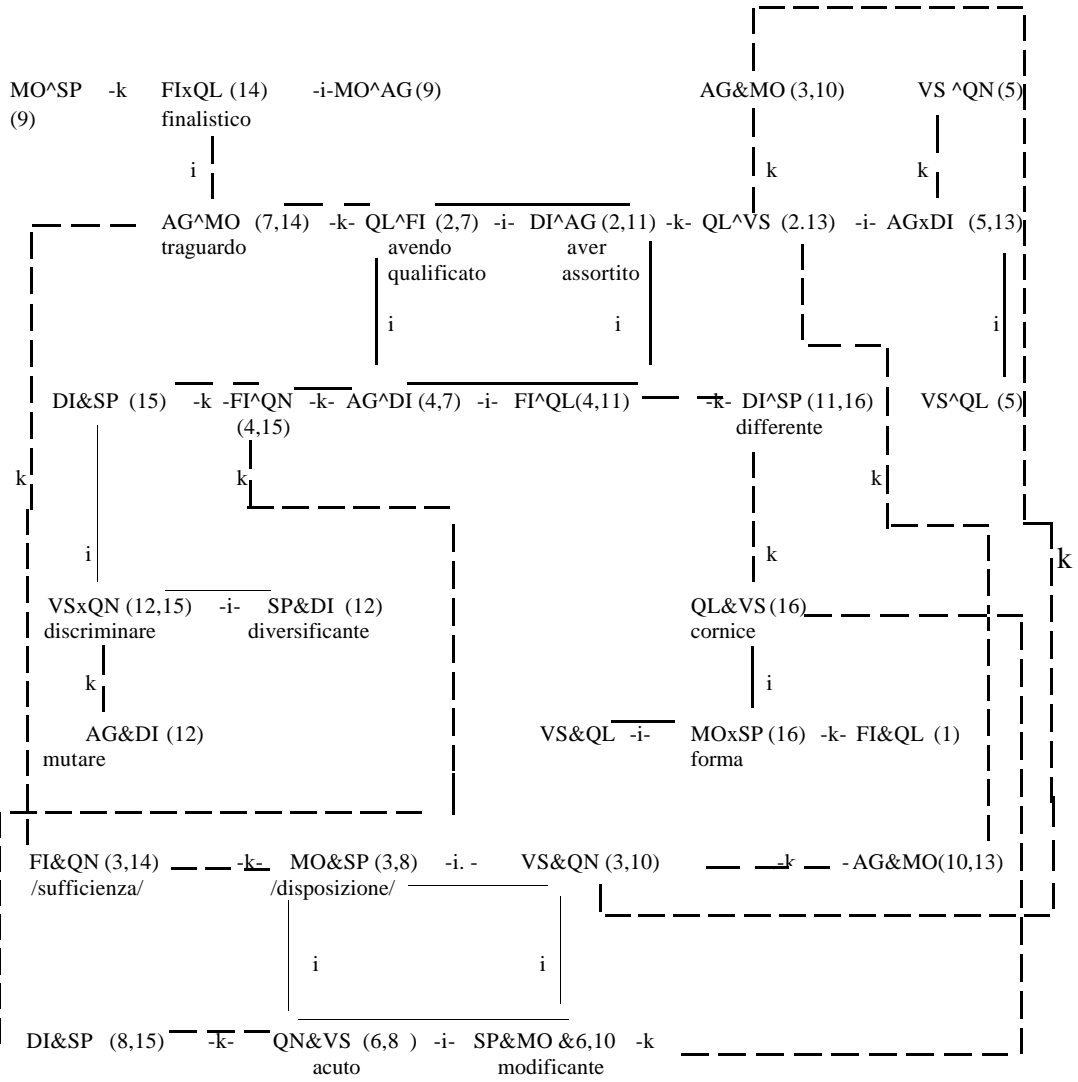 MO^SP -k FIxQL (14) -i-MO^AG(9) AG&MO (3,10) VS ^QN(5)
(9) finalistico
i k k
AG^MO (7,14) -k- QL^FI (2,7) -i- DI^AG (2,11) -k- QL^VS (2.13) -i- AGxDI (5,13)
traguardo avendo aver
qualificato assortito
i i i
DI&SP (15) -k -FI^QN -k- AG^DI (4,7) -i- FI^QL(4,11) -k- DI^SP (11,16) VS^QL (5)
(4,15) differente
k k k
i k k
VSxQN (12,15) -i- SP&DI (12) QL&VS (16)
discriminare diversificante cornice
k i
AG&DI (12) VS&QL -i- MOxSP (16) -k- FI&QL (1)
mutare forma
FI&QN (3,14) -k- MO&SP (3,8) -i. - VS&QN (3,10) -k - AG&MO(10,13)
/sufficienza/ /disposizione/
i i
DI&SP (8,15) -k- QN&VS (6,8 ) -i- SP&MO &6,10 -k
acuto modificante